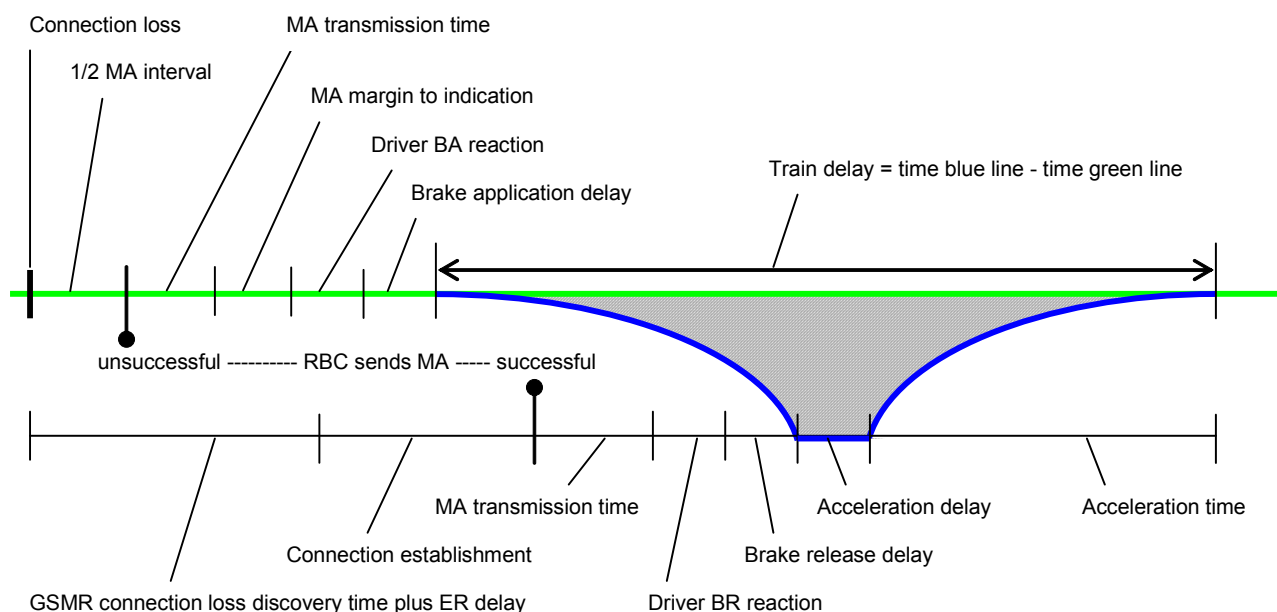 Connection loss
MA transmission time
1/2 MA interval
MA margin to indication
Driver BA reaction
Train delay = time blue line - time green line
Brake application delay
unsuccessful ---------- RBC sends MA ----- successful
MA transmission time
Acceleration delay
Acceleration time
Connection establishment
Brake release delay
GSMR connection loss discovery time plus ER delay
Driver BR reaction